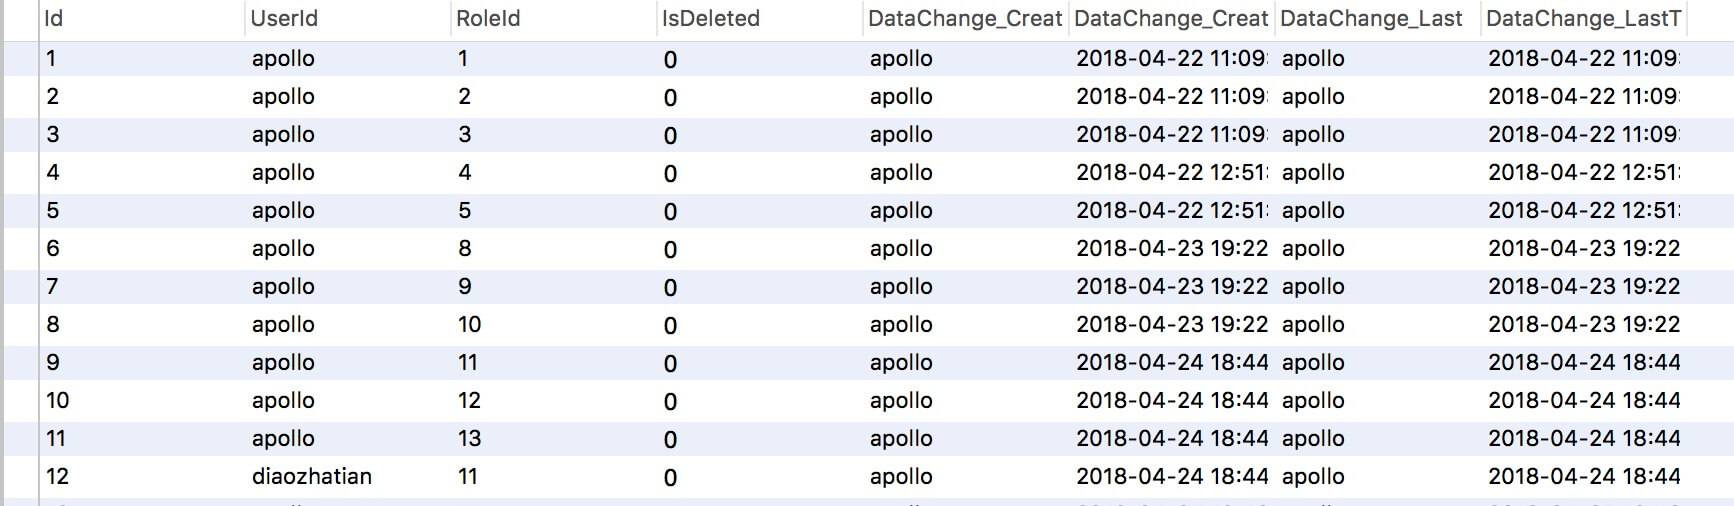 Id UserId RoleId IsDeleted DataChange_Creat DataChange_Creat DataChange_Last DataChange_LastT
1 apollo 1 0 apollo 2018-04-22 11:09: apollo 2018-04-22 11:09:
2 apollo 2 0 apollo 2018-04-22 11:09: apollo 2018-04-22 11:09:
3 apollo 3 0 apollo 2018-04-22 11:09: apollo 2018-04-22 11:09:
4 apollo 4 0 apollo 2018-04-22 12:51: apollo 2018-04-22 12:51:
5 apollo 5 0 apollo 2018-04-22 12:51: apollo 2018-04-22 12:51:
6 apollo 8 0 apollo 2018-04-23 19:22 apollo 2018-04-23 19:22
7 apollo 9 0 apollo 2018-04-23 19:22 apollo 2018-04-23 19:22
8 apollo 10 0 apollo 2018-04-23 19:22 apollo 2018-04-23 19:22
9 apollo 11 0 apollo 2018-04-24 18:44 apollo 2018-04-24 18:44
10 apollo 12 0 apollo 2018-04-24 18:44 apollo 2018-04-24 18:44
11 apollo 13 0 apollo 2018-04-24 18:44 apollo 2018-04-24 18:44
12 diaozhatian 11 0 apollo 2018-04-24 18:44 apollo 2018-04-24 18:44